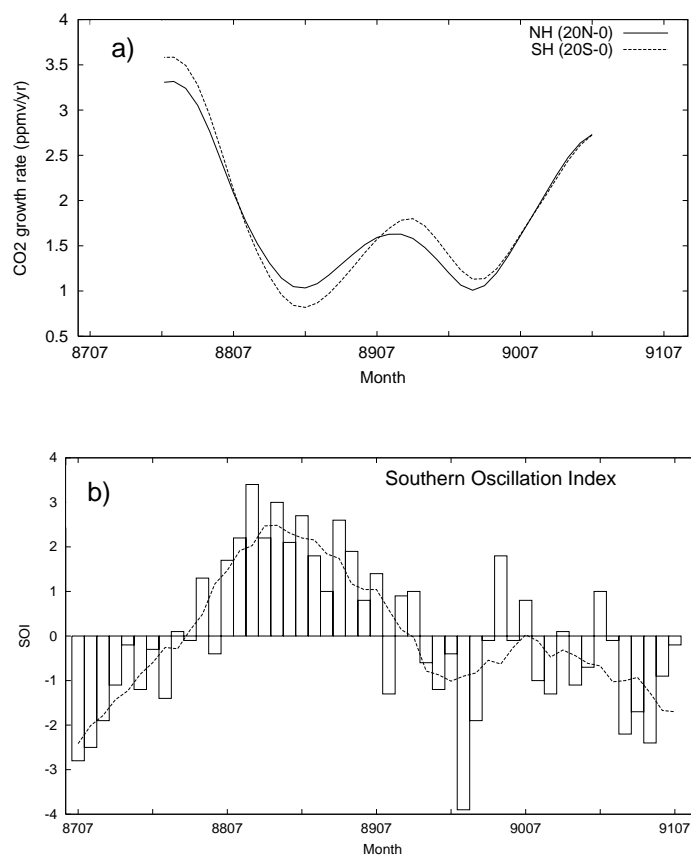 a)
NH (20N-0)
SH (20S-0)
CO2 growth rate (ppmv/yr)
4
3.5
3
2.5
2
1.5
1
0.5
8707 8807 8907 9007 9107
Month
b)
Southern Oscillation Index
SOI
4
3
2
1
0
-1
-2
-3
-4
8707 8807 8907 9007 9107
Month